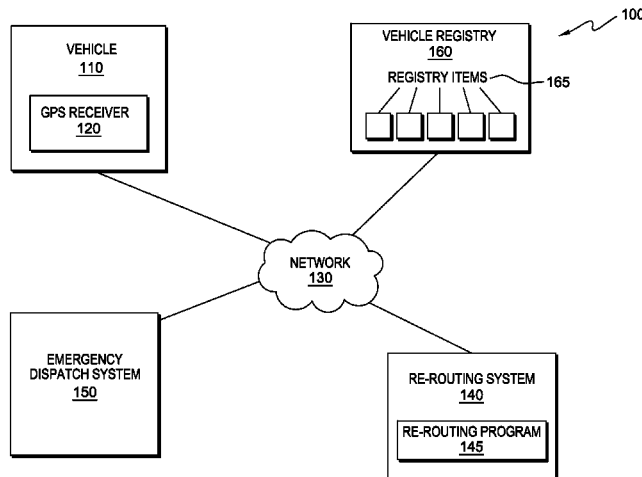 100
VEHICLE
110
GPS RECEIVER
120
VEHICLE REGISTRY
160
REGISTRY ITEMS
165
NETWORK
130
EMERGENCY
DISPATCH SYSTEM
150
RE-ROUTING SYSTEM
140
RE-ROUTING PROGRAM
145